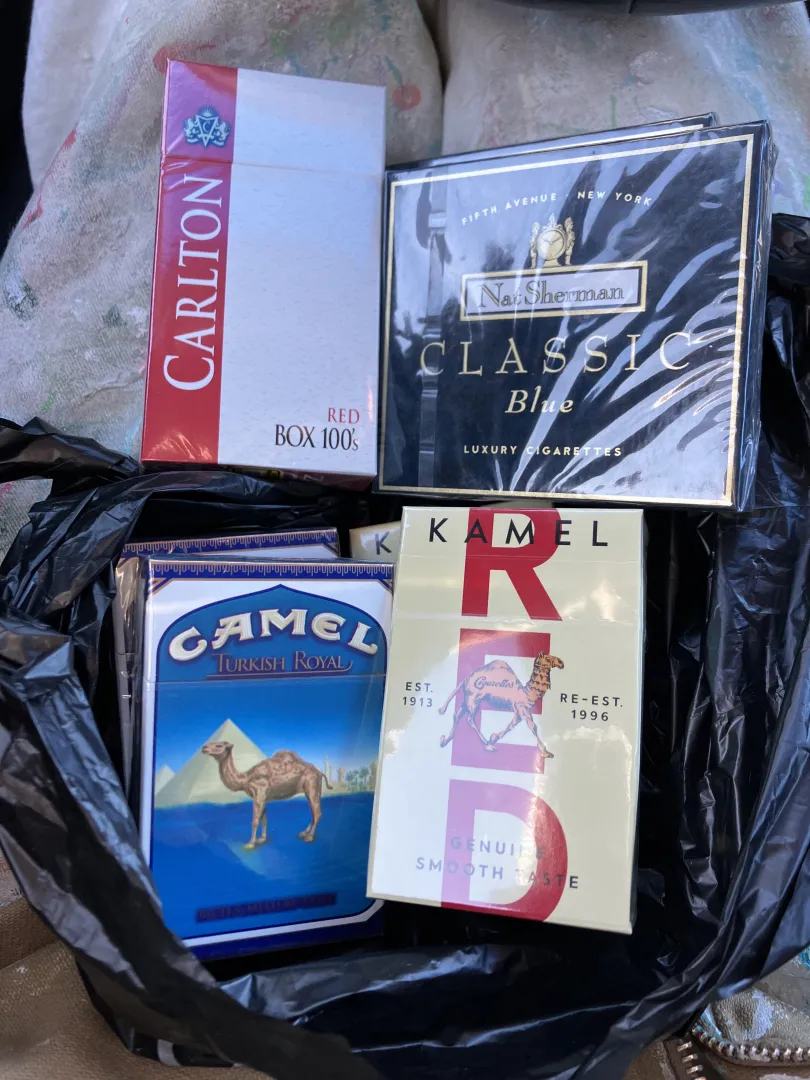 CARLTON
RED
BOX 100's
FIFTH AVENUE · NEW YORK
Nat Sherman
CLASSIC
Blue
LUXURY CIGARETTES
K
CAMEL
TURKISH ROYAL
KAMEL
RED
Cigarettes
EST.
1913
RE-EST.
1996
GENUINE
SMOOTH TASTE